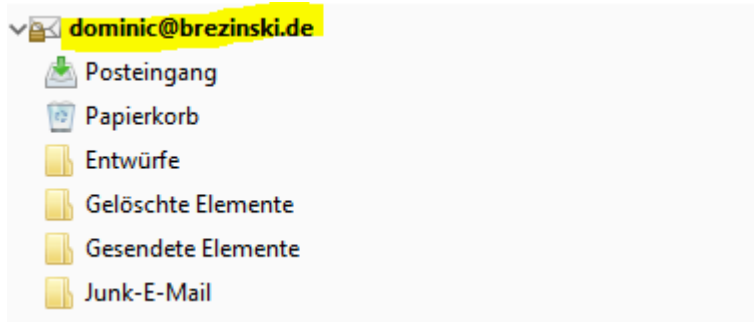 dominic@brezinski.de
Posteingang
Papierkorb
Entwürfe
Gelöschte Elemente
Gesendete Elemente
Junk-E-Mail